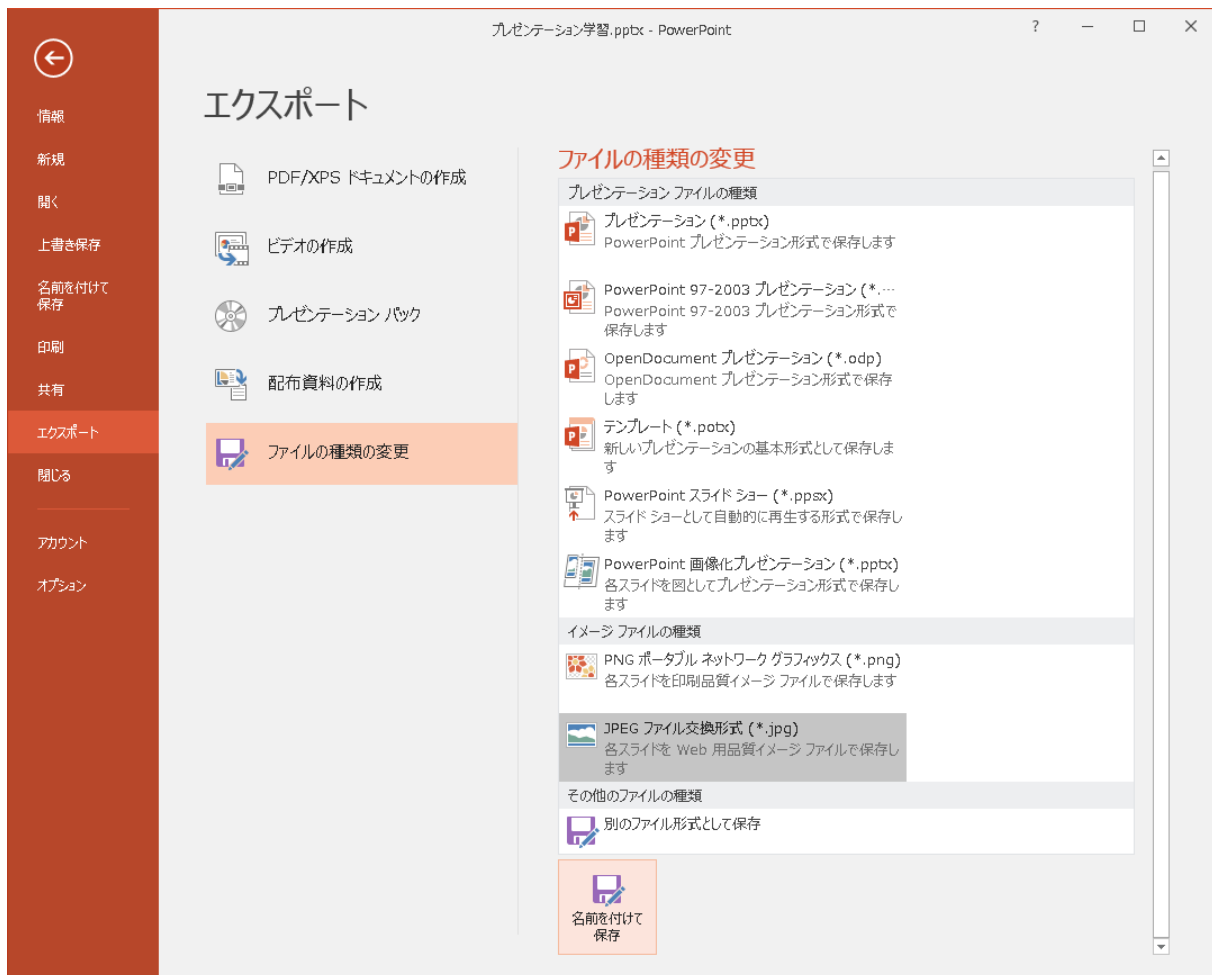 プレゼンテーション学習.pptx - PowerPoint
?
情報
新規
開く
上書き保存
名前を付けて
保存
印刷
共有
エクスポート
閉じる
アカウント
オプション
エクスポート
PDF/XPS ドキュメントの作成
ビデオの作成
プレゼンテーション パック
配布資料の作成
ファイルの種類の変更
ファイルの種類の変更
プレゼンテーション ファイルの種類
プレゼンテーション (*.pptx)
PowerPoint プレゼンテーション形式で保存します
PowerPoint 97-2003 プレゼンテーション (*.…
PowerPoint 97-2003 プレゼンテーション形式で
保存します
OpenDocument プレゼンテーション (*.odp)
OpenDocument プレゼンテーション形式で保存
します
テンプレート (*.potx)
新しいプレゼンテーションの基本形式として保存しま
す
PowerPoint スライド ショー (*.ppsx)
スライド ショーとして自動的に再生する形式で保存し
ます
PowerPoint 画像化プレゼンテーション (*.pptx)
各スライドを図としてプレゼンテーション形式で保存し
ます
イメージ ファイルの種類
PNG ポータブル ネットワーク グラフィックス (*.png)
各スライドを印刷品質イメージ ファイルで保存します
JPEG ファイル交換形式 (*.jpg)
各スライドを Web 用品質イメージ ファイルで保存し
ます
その他のファイルの種類
別のファイル形式として保存
名前を付けて
保存